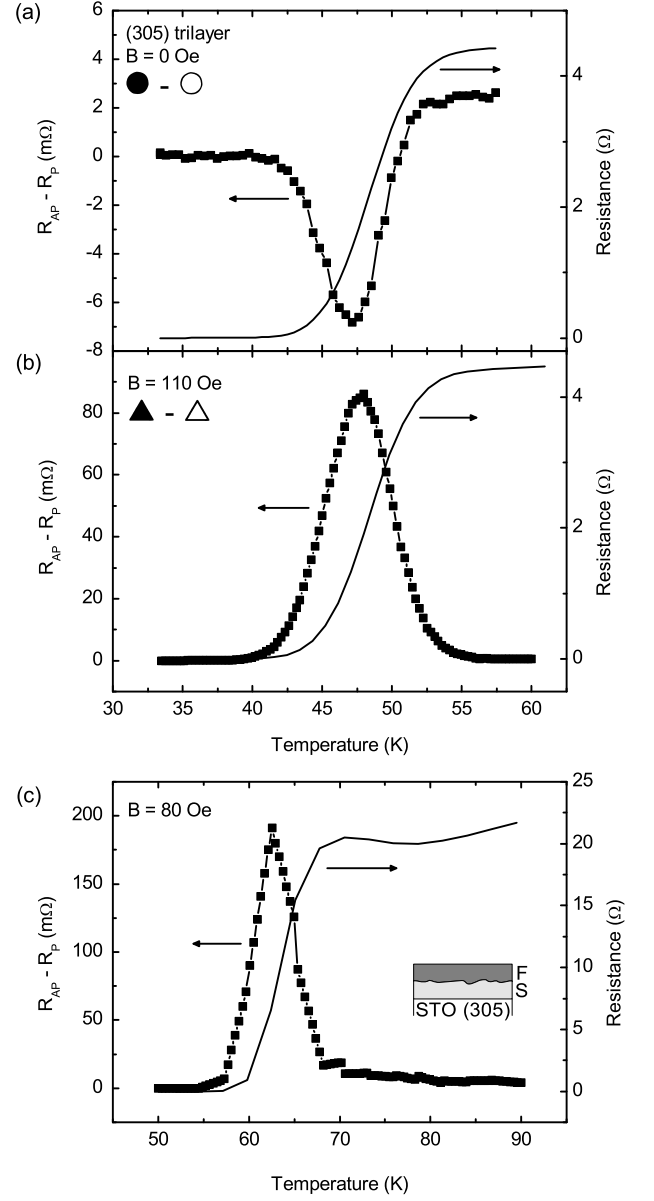 (a)
(305) trilayer
B = 0 Oe
-
6
4
2
0
-2
-4
-6
-8
R_AP - R_P (mΩ)
4
2
0
Resistance (Ω)
(b)
B = 110 Oe
-
80
60
40
20
0
R_AP - R_P (mΩ)
4
2
0
Resistance (Ω)
30 35 40 45 50 55 60
Temperature (K)
(c)
B = 80 Oe
200
150
100
50
0
R_AP - R_P (mΩ)
25
20
15
10
5
0
Resistance (Ω)
F
S
STO (305)
50 60 70 80 90
Temperature (K)